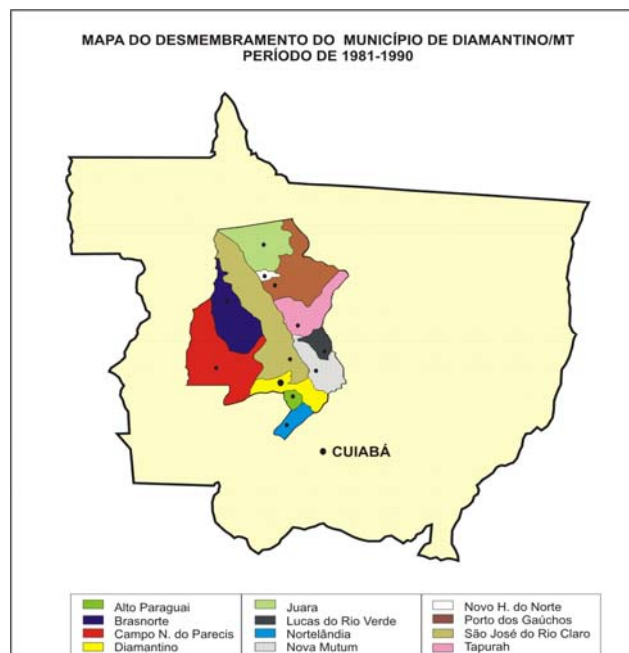 MAPA DO DESMEMBRAMENTO DO MUNICÍPIO DE DIAMANTINO/MT
PERÍODO DE 1981-1990
CUIABÁ
Alto Paraguai
Brasnorte
Campo N. do Parecis
Diamantino
Juara
Lucas do Rio Verde
Nortelândia
Nova Mutum
Novo H. do Norte
Porto dos Gaúchos
São José do Rio Claro
Tapurah